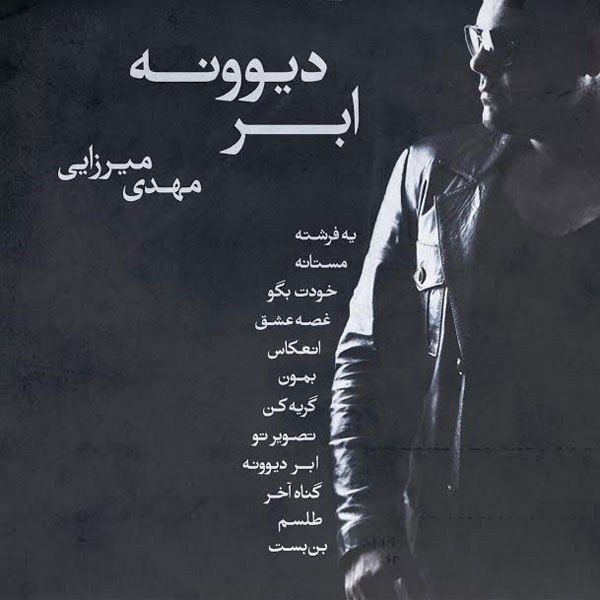 دیوونه
ابر
مهدی میرزایی
یه فرشته
مستانه
خودت بگو
غصه عشق
انعکاس
بمون
گریه کن
تصویر تو
ابر دیوونه
گناه آخر
طلسم
بن بست